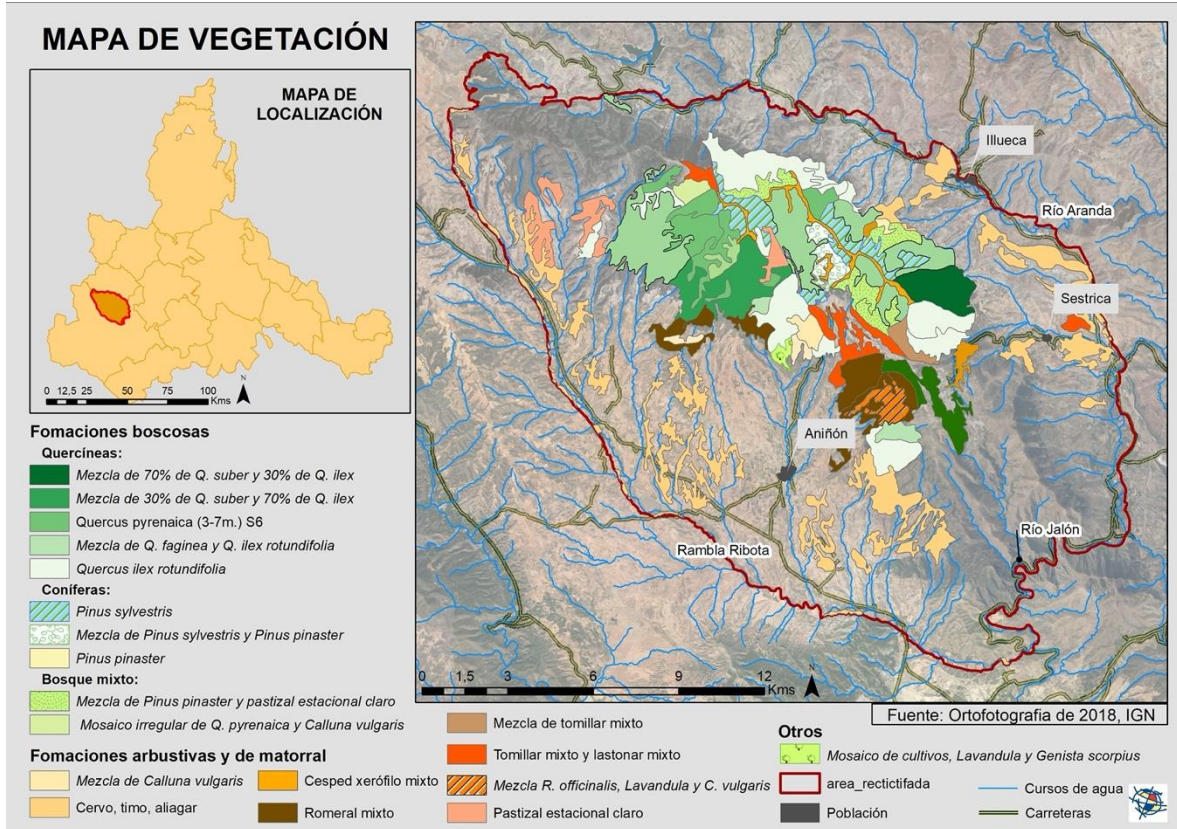 MAPA DE VEGETACIÓN
MAPA DE
LOCALIZACIÓN
N
0 12,5 25 50 75 100
Kms
Illueca
Río Aranda
Sestrica
Aniñón
Río Jalón
Rambla Ribota
0 1,5 3 6 9 12
Kms
N
Fuente: Ortofotografia de 2018, IGN
Fomaciones boscosas
Quercíneas:
Mezcla de 70% de Q. suber y 30% de Q. ilex
Mezcla de 30% de Q. suber y 70% de Q. ilex
Quercus pyrenaica (3-7m.) S6
Mezcla de Q. faginea y Q. ilex rotundifolia
Quercus ilex rotundifolia
Coníferas:
Pinus sylvestris
Mezcla de Pinus sylvestris y Pinus pinaster
Pinus pinaster
Bosque mixto:
Mezcla de Pinus pinaster y pastizal estacional claro
Mosaico irregular de Q. pyrenaica y Calluna vulgaris
Fomaciones arbustivas y de matorral
Mezcla de Calluna vulgaris
Cervo, timo, aliagar
Cesped xerófilo mixto
Romeral mixto
Mezcla de tomillar mixto
Tomillar mixto y lastonar mixto
Mezcla R. officinalis, Lavandula y C. vulgaris
Pastizal estacional claro
Otros
Mosaico de cultivos, Lavandula y Genista scorpius
area_rectictifada
Población
Cursos de agua
Carreteras